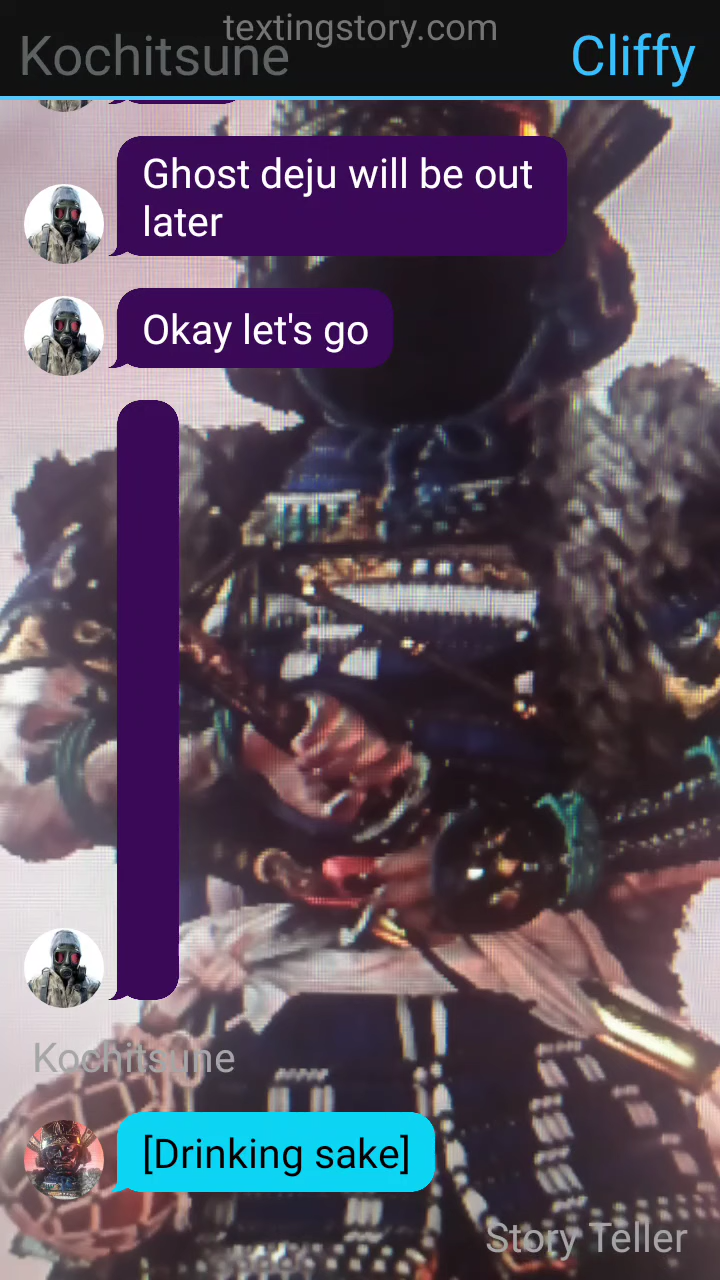 textingstory.com
Kochitsune
Cliffy
Ghost deju will be out
later
Okay let's go
Kochitsune
[Drinking sake]
Story Teller